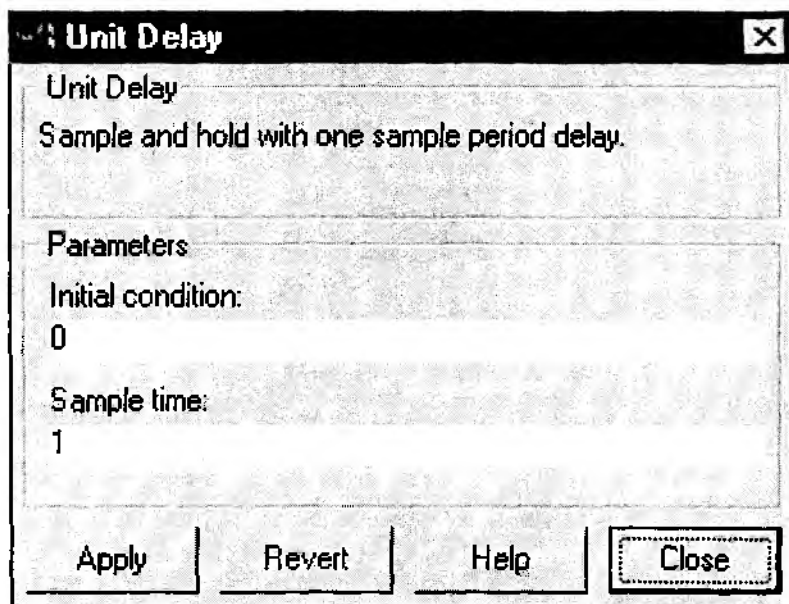 Unit Delay
Unit Delay
Sample and hold with one sample period delay.
Parameters
Initial condition:
0
Sample time:
1
Apply Revert Help Close